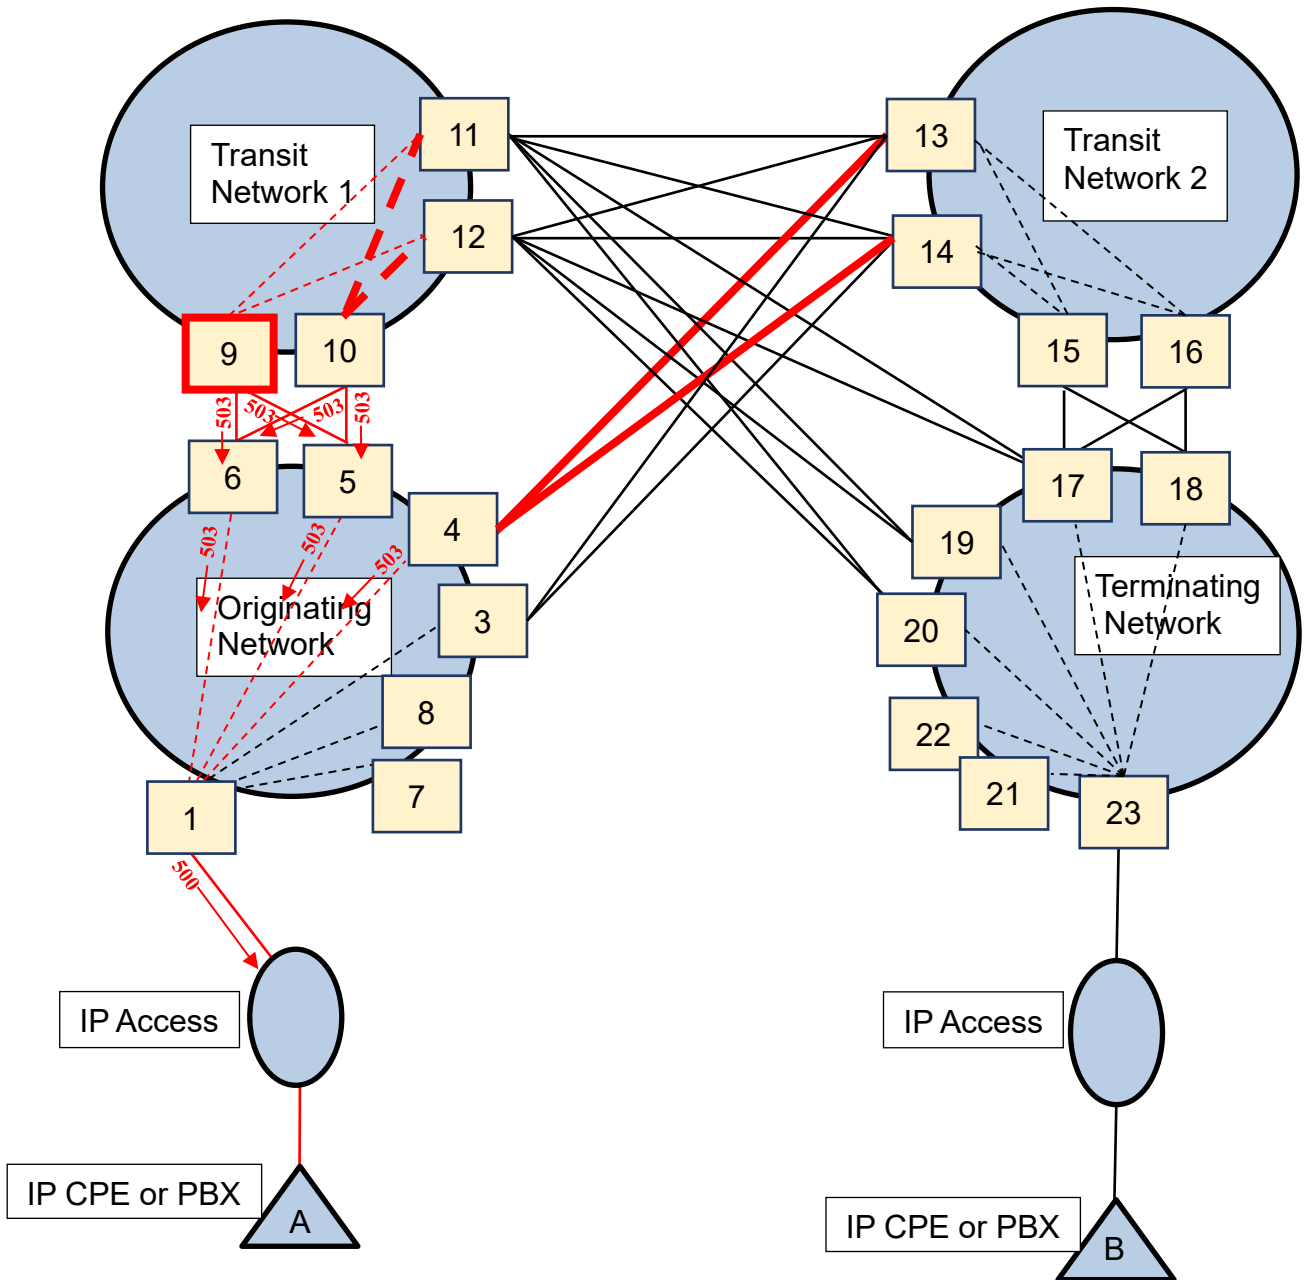 11
13
Transit
Network 1
Transit
Network 2
12
14
9
10
15
16
503
503
503
503
6
5
17
18
4
19
503
503
503
Originating
Network
3
20
Terminating
Network
8
22
7
21
1
23
500
IP Access
IP Access
IP CPE or PBX
A
IP CPE or PBX
B